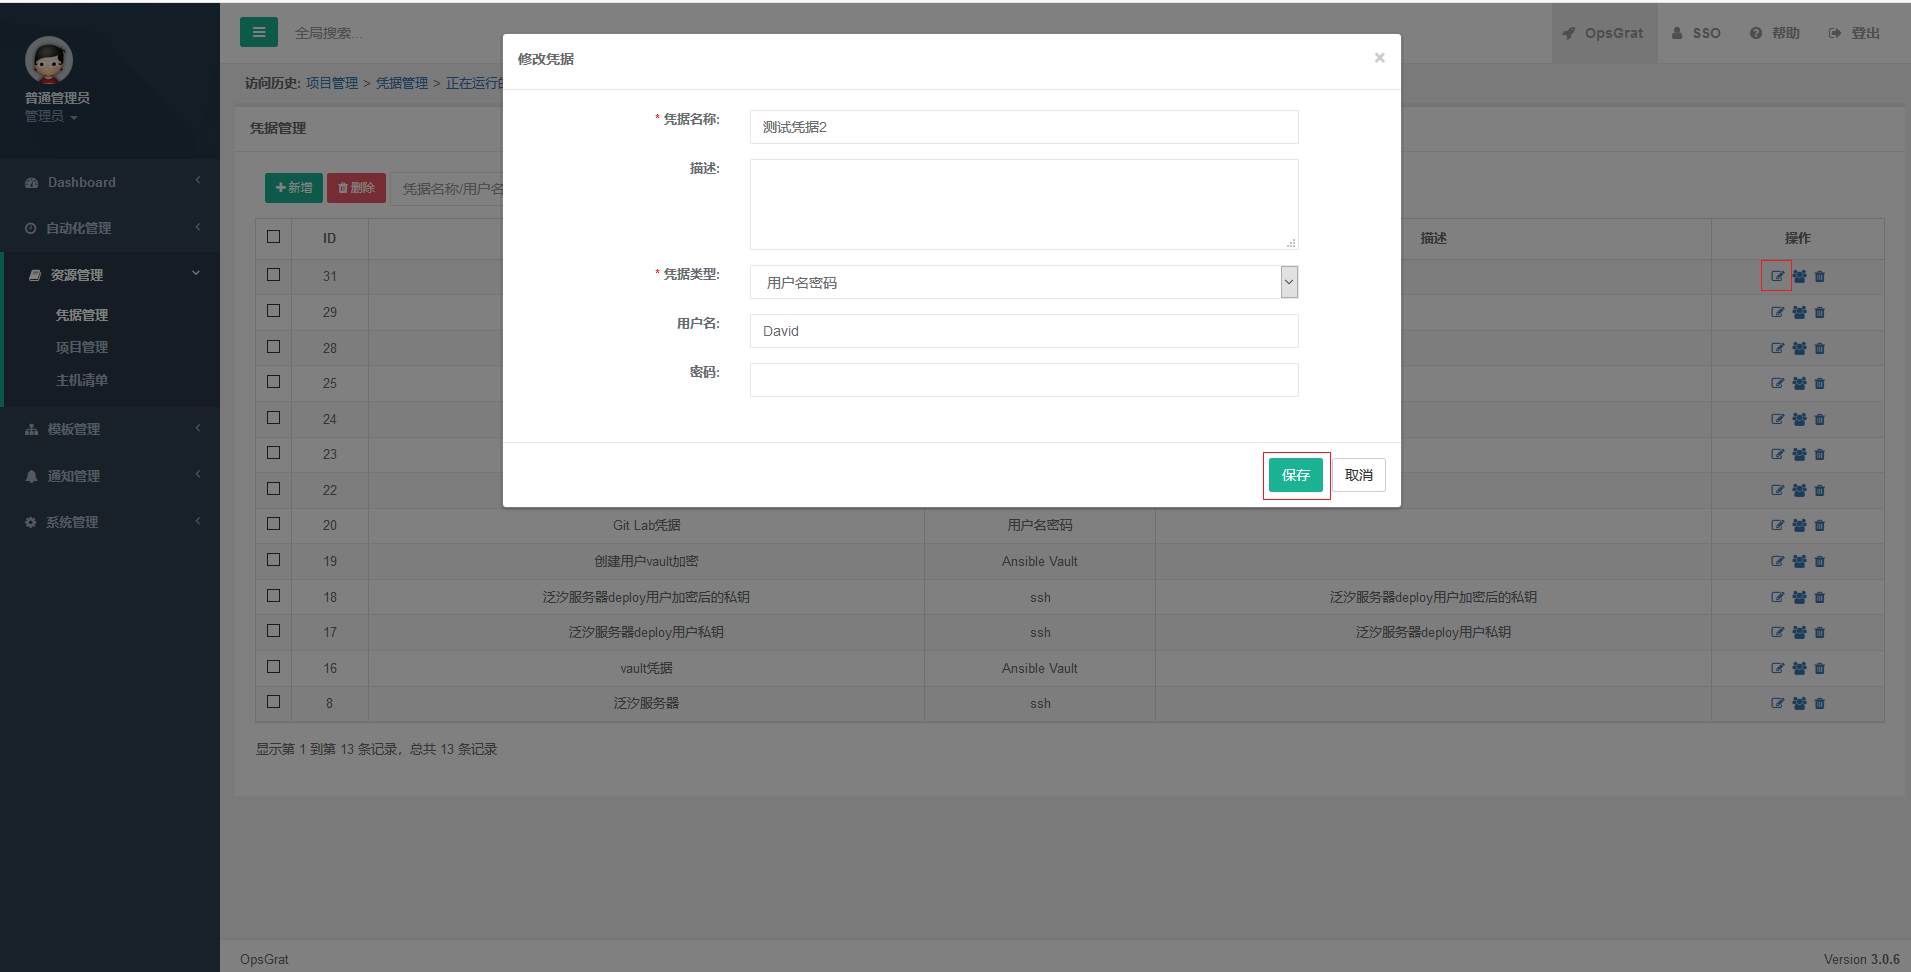 全局搜索...
OpsGrat
SSO
帮助
登出
普通管理员
管理员
Dashboard
自动化管理
资源管理
凭据管理
项目管理
主机清单
模板管理
通知管理
系统管理
访问历史: 项目管理 > 凭据管理 > 正在运行的
凭据管理
新增
删除
凭据名称/用户名
修改凭据
×
* 凭据名称:
测试凭据2
描述:
* 凭据类型:
用户名密码
用户名:
David
密码:
保存
取消
ID 描述 操作
31
29
28
25
24
23
22
20 Git Lab凭据 用户名密码
19 创建用户vault加密 Ansible Vault
18 泛汐服务器deploy用户加密后的私钥 ssh 泛汐服务器deploy用户加密后的私钥
17 泛汐服务器deploy用户私钥 ssh 泛汐服务器deploy用户私钥
16 vault凭据 Ansible Vault
8 泛汐服务器 ssh
显示第 1 到第 13 条记录，总共 13 条记录
OpsGrat
Version 3.0.6